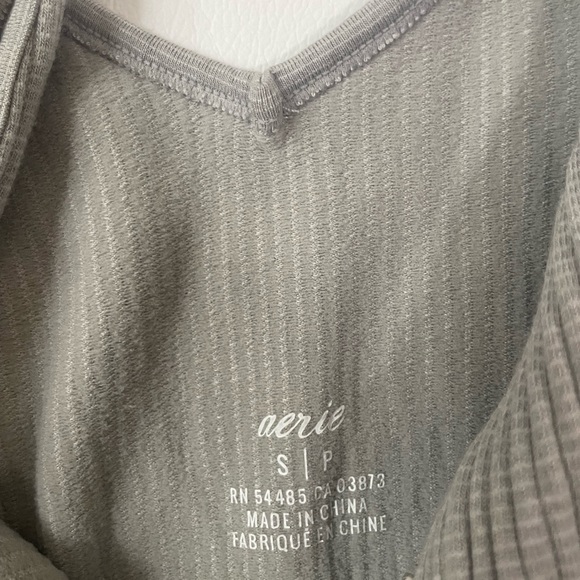 aerie
S | P
RN 54485 CA 03873
MADE IN CHINA
FABRIQUÉ EN CHINE